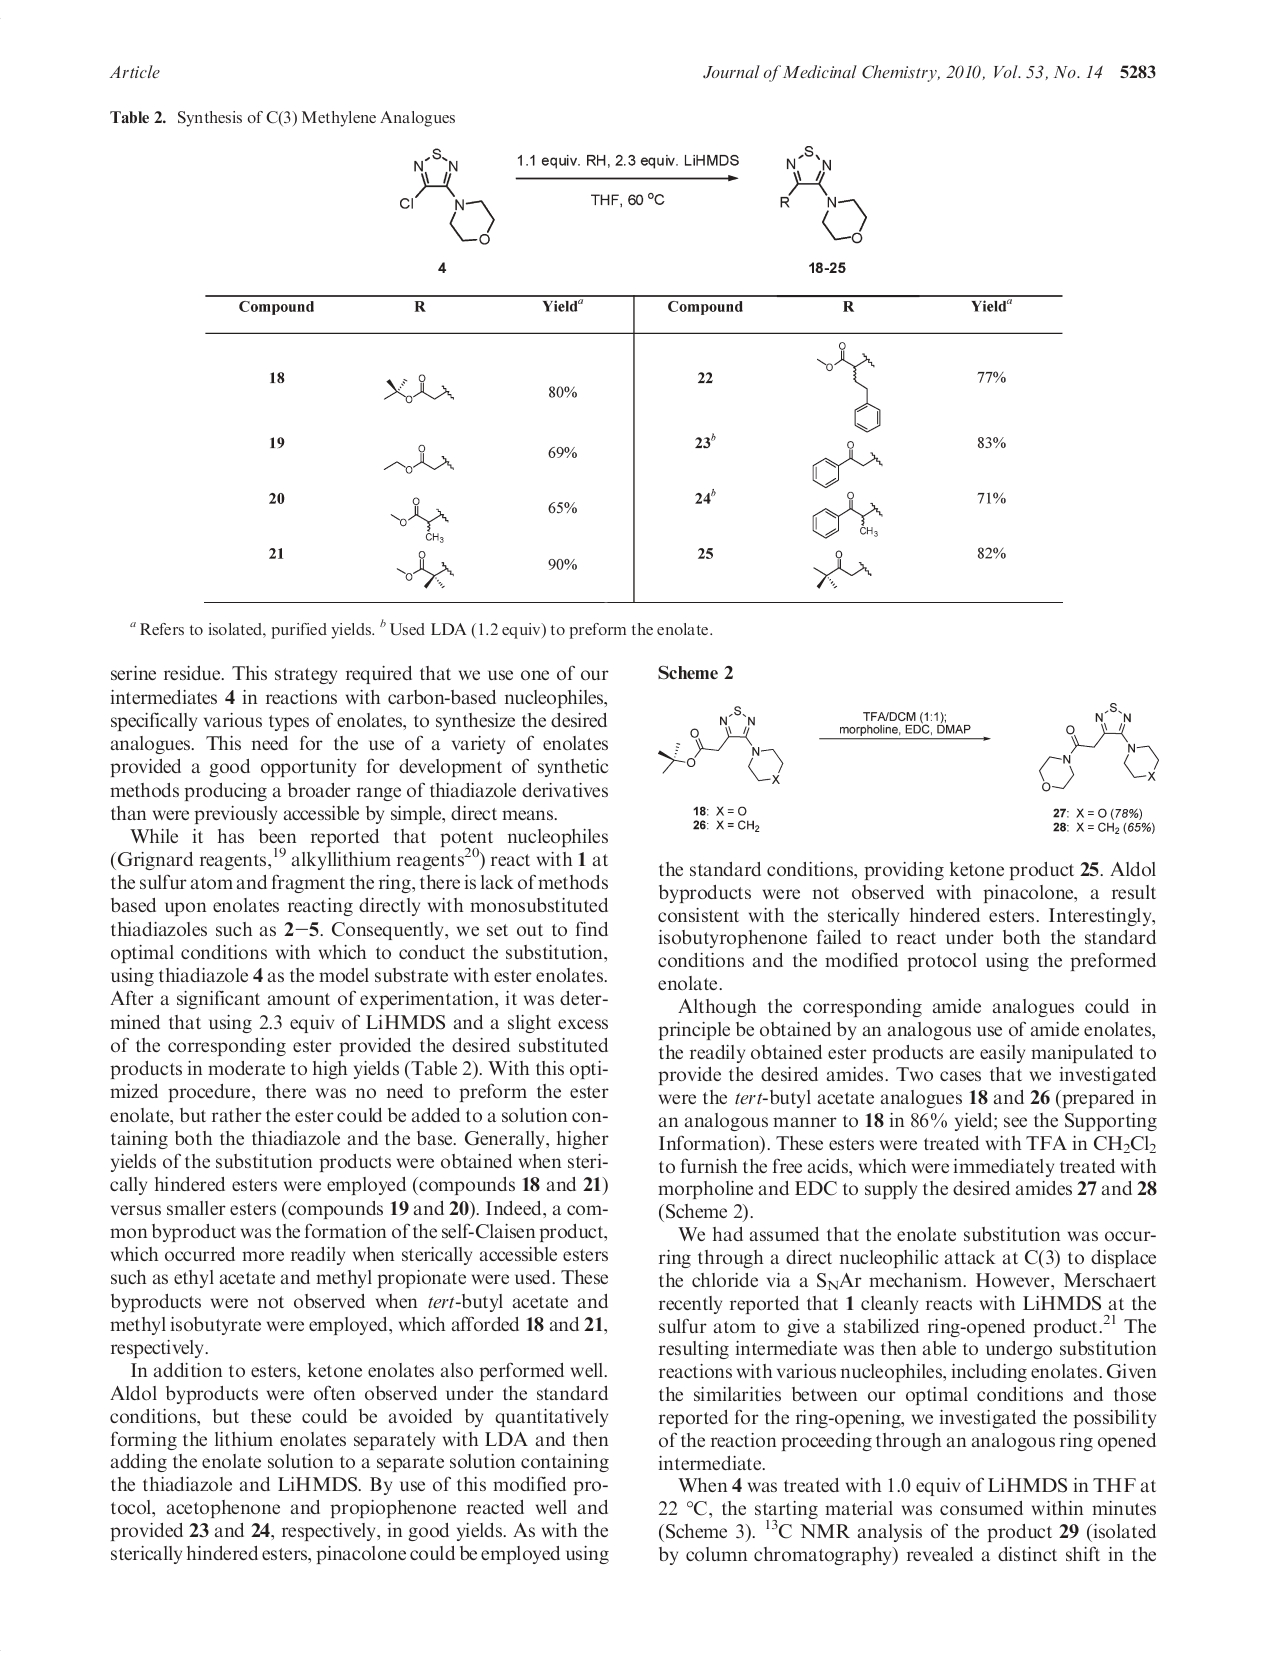 Article
Journal of Medicinal Chemistry, 2010, Vol. 53, No. 14 5283
Table 2. Synthesis of C(3) Methylene Analogues
N S N
Cl
N
O
4
1.1 equiv. RH, 2.3 equiv. LiHMDS
THF, 60 °C
N S N
R
N
O
18-25
Compound R Yieldᵃ Compound R Yieldᵃ
18 O O 80% 22 O O 77%
19 O O 69% 23ᵇ O 83%
20 O O CH₃ 65% 24ᵇ O CH₃ 71%
21 O O 90% 25 O 82%
ᵃ Refers to isolated, purified yields. ᵇ Used LDA (1.2 equiv) to preform the enolate.
serine residue. This strategy required that we use one of our
intermediates 4 in reactions with carbon-based nucleophiles,
specifically various types of enolates, to synthesize the desired
analogues. This need for the use of a variety of enolates
provided a good opportunity for development of synthetic
methods producing a broader range of thiadiazole derivatives
than were previously accessible by simple, direct means.
While it has been reported that potent nucleophiles
(Grignard reagents,¹⁹ alkyllithium reagents²⁰) react with 1 at
the sulfur atom and fragment the ring, there is lack of methods
based upon enolates reacting directly with monosubstituted
thiadiazoles such as 2−5. Consequently, we set out to find
optimal conditions with which to conduct the substitution,
using thiadiazole 4 as the model substrate with ester enolates.
After a significant amount of experimentation, it was deter-
mined that using 2.3 equiv of LiHMDS and a slight excess
of the corresponding ester provided the desired substituted
products in moderate to high yields (Table 2). With this opti-
mized procedure, there was no need to preform the ester
enolate, but rather the ester could be added to a solution con-
taining both the thiadiazole and the base. Generally, higher
yields of the substitution products were obtained when steri-
cally hindered esters were employed (compounds 18 and 21)
versus smaller esters (compounds 19 and 20). Indeed, a com-
mon byproduct was the formation of the self-Claisen product,
which occurred more readily when sterically accessible esters
such as ethyl acetate and methyl propionate were used. These
byproducts were not observed when tert-butyl acetate and
methyl isobutyrate were employed, which afforded 18 and 21,
respectively.
In addition to esters, ketone enolates also performed well.
Aldol byproducts were often observed under the standard
conditions, but these could be avoided by quantitatively
forming the lithium enolates separately with LDA and then
adding the enolate solution to a separate solution containing
the thiadiazole and LiHMDS. By use of this modified pro-
tocol, acetophenone and propiophenone reacted well and
provided 23 and 24, respectively, in good yields. As with the
sterically hindered esters, pinacolone could be employed using
Scheme 2
N S N
O
O
N
X
18: X = O
26: X = CH₂
TFA/DCM (1:1);
morpholine, EDC, DMAP
N S N
O
N
O
N
X
27: X = O (78%)
28: X = CH₂ (65%)
the standard conditions, providing ketone product 25. Aldol
byproducts were not observed with pinacolone, a result
consistent with the sterically hindered esters. Interestingly,
isobutyrophenone failed to react under both the standard
conditions and the modified protocol using the preformed
enolate.
Although the corresponding amide analogues could in
principle be obtained by an analogous use of amide enolates,
the readily obtained ester products are easily manipulated to
provide the desired amides. Two cases that we investigated
were the tert-butyl acetate analogues 18 and 26 (prepared in
an analogous manner to 18 in 86% yield; see the Supporting
Information). These esters were treated with TFA in CH₂Cl₂
to furnish the free acids, which were immediately treated with
morpholine and EDC to supply the desired amides 27 and 28
(Scheme 2).
We had assumed that the enolate substitution was occur-
ring through a direct nucleophilic attack at C(3) to displace
the chloride via a SNAr mechanism. However, Merschaert
recently reported that 1 cleanly reacts with LiHMDS at the
sulfur atom to give a stabilized ring-opened product.²¹ The
resulting intermediate was then able to undergo substitution
reactions with various nucleophiles, including enolates. Given
the similarities between our optimal conditions and those
reported for the ring-opening, we investigated the possibility
of the reaction proceeding through an analogous ring opened
intermediate.
When 4 was treated with 1.0 equiv of LiHMDS in THF at
22 °C, the starting material was consumed within minutes
(Scheme 3). ¹³C NMR analysis of the product 29 (isolated
by column chromatography) revealed a distinct shift in the